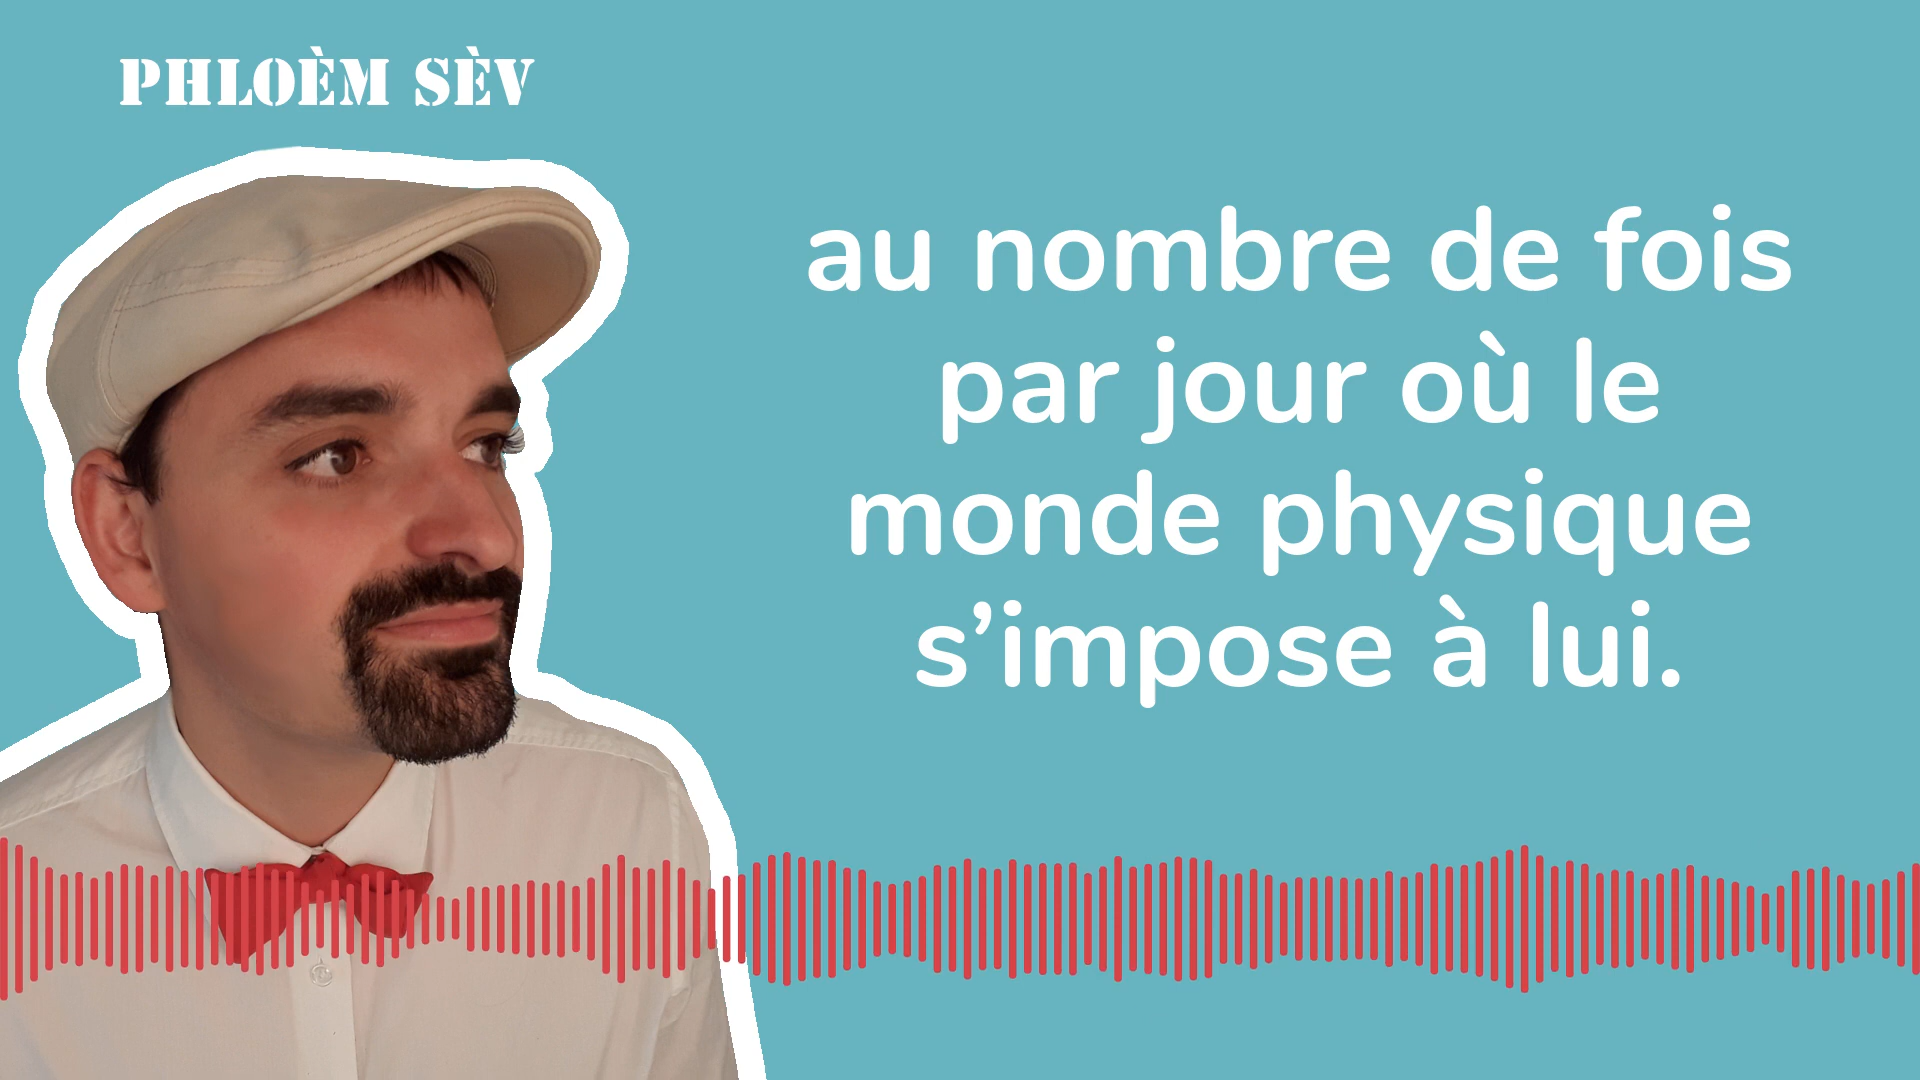 PHLOÈM SÈV
au nombre de fois
par jour où le
monde physique
s’impose à lui.